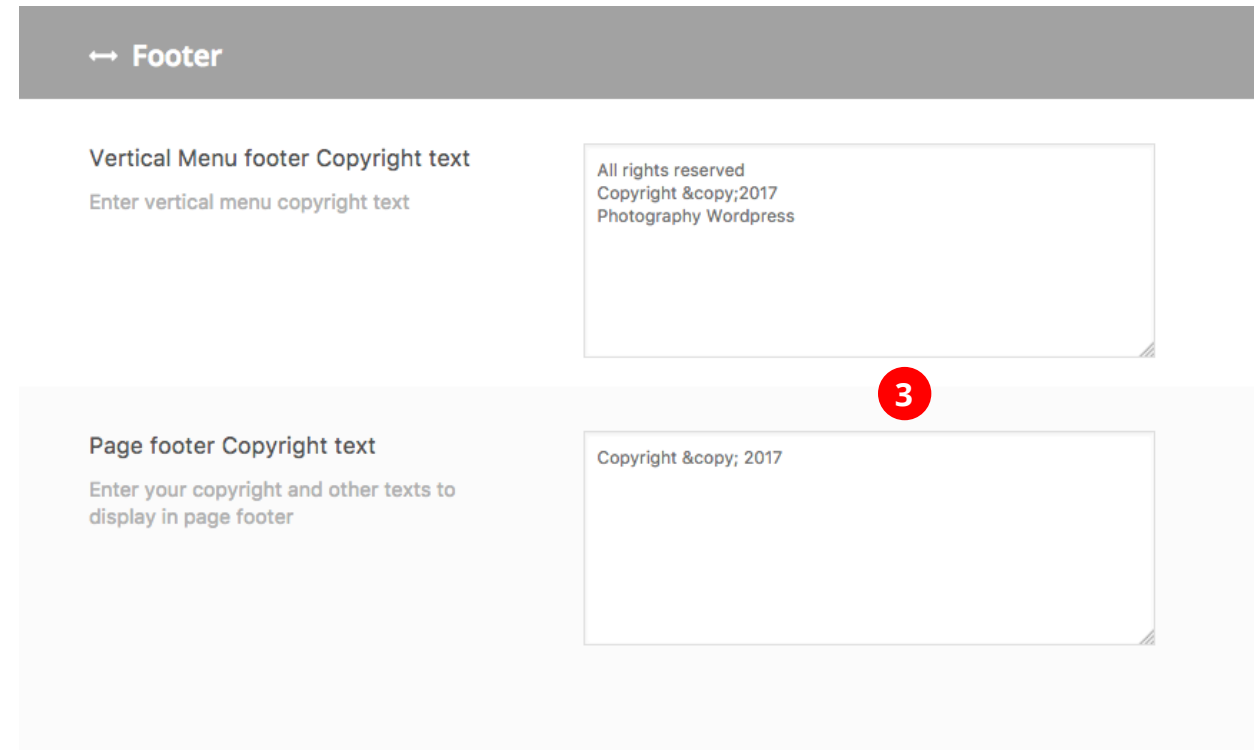 Footer
Vertical Menu footer Copyright text
Enter vertical menu copyright text
All rights reserved
Copyright &copy;2017
Photography Wordpress
3
Page footer Copyright text
Enter your copyright and other texts to
display in page footer
Copyright &copy; 2017